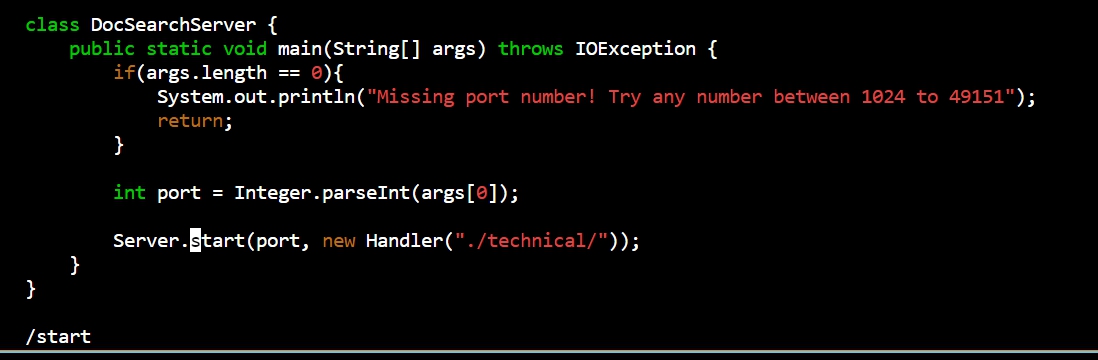 class DocSearchServer {
    public static void main(String[] args) throws IOException {
        if(args.length == 0){
            System.out.println("Missing port number! Try any number between 1024 to 49151");
            return;
        }

        int port = Integer.parseInt(args[0]);

        Server.start(port, new Handler("./technical/"));
    }
}

/start